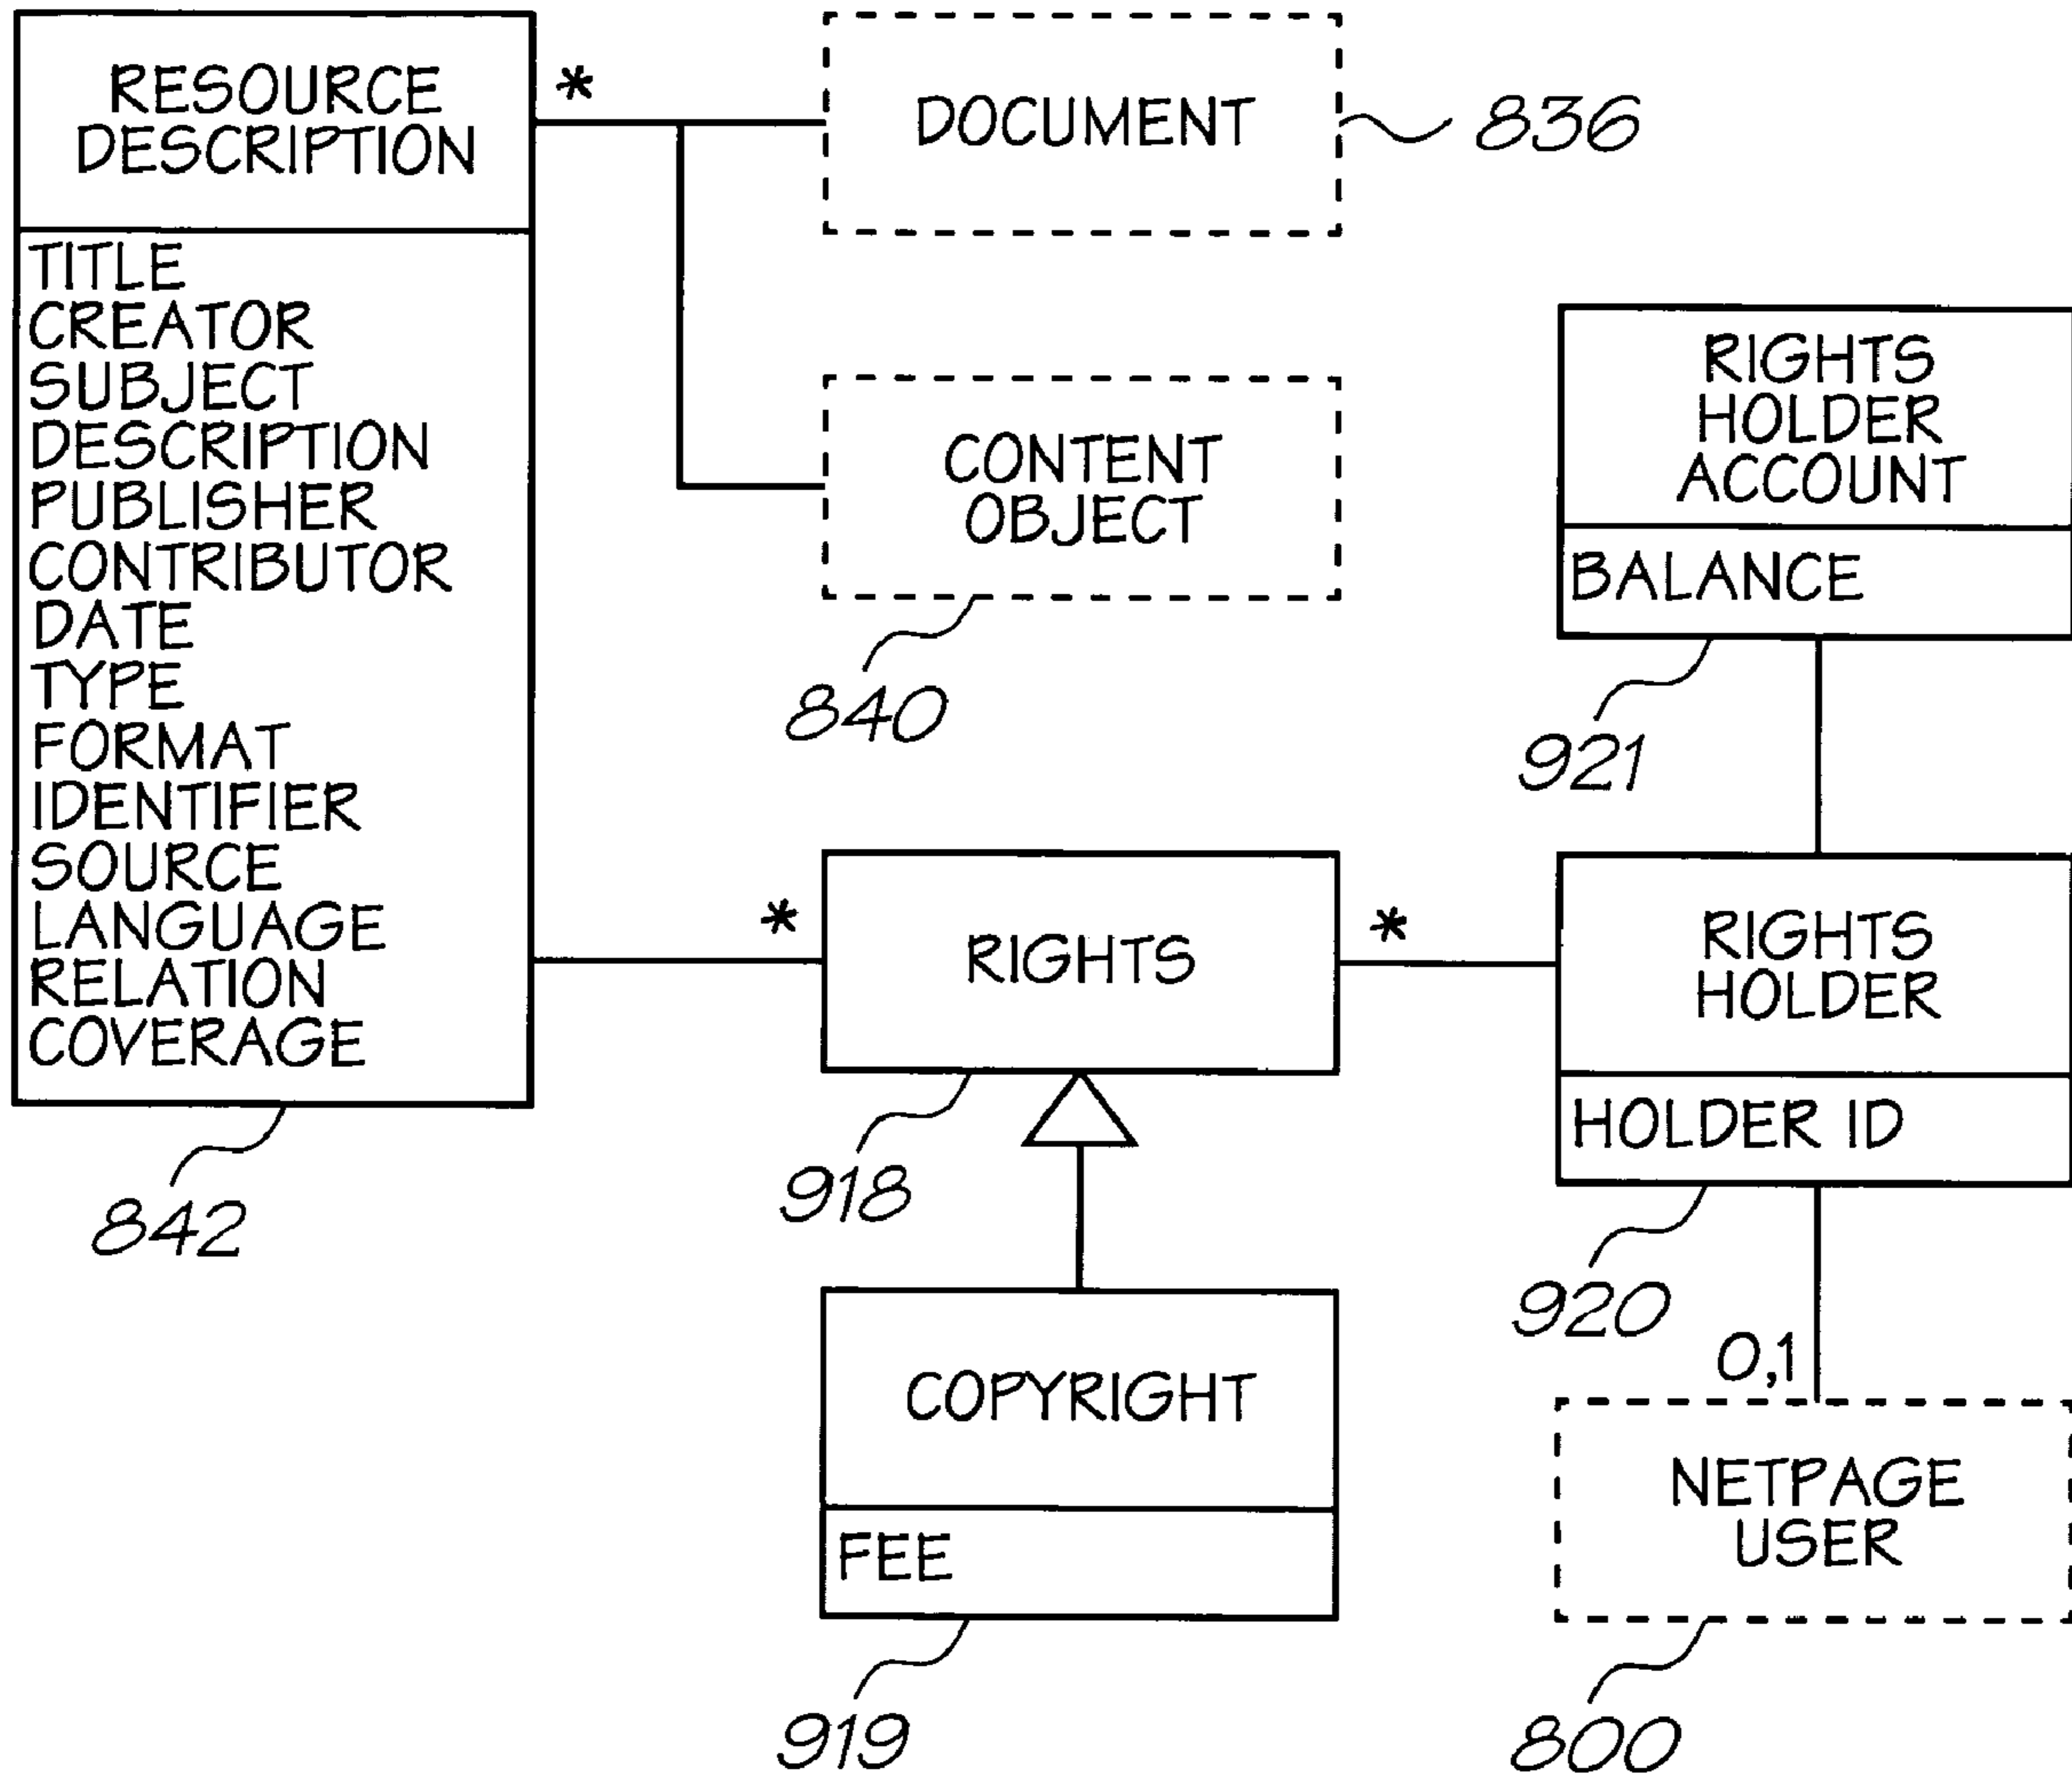 RESOURCE
DESCRIPTION
TITLE
CREATOR
SUBJECT
DESCRIPTION
PUBLISHER
CONTRIBUTOR
DATE
TYPE
FORMAT
IDENTIFIER
SOURCE
LANGUAGE
RELATION
COVERAGE
842
*
DOCUMENT
836
CONTENT
OBJECT
840
*
RIGHTS
*
918
COPYRIGHT
FEE
919
RIGHTS
HOLDER
ACCOUNT
BALANCE
921
RIGHTS
HOLDER
HOLDER ID
920
0,1
NETPAGE
USER
800